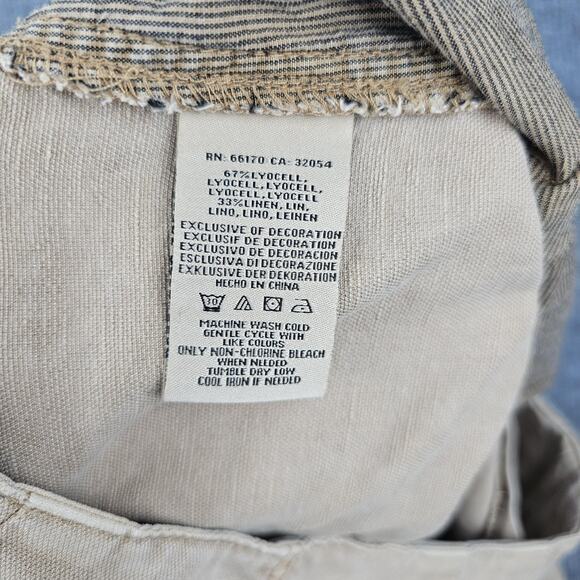 RN: 66170 CA: 32054
67% LYOCELL,
LYOCELL, LYOCELL,
LYOCELL, LYOCELL
33% LINEN, LIN,
LINO, LINO, LEINEN
EXCLUSIVE OF DECORATION
EXCLUSIF DE DECORATION
EXCLUSIVO DE DECORACION
ESCLUSIVA DI DECORAZIONE
EXKLUSIVE DER DEKORATION
HECHO EN CHINA
30
MACHINE WASH COLD
GENTLE CYCLE WITH
LIKE COLORS
ONLY NON-CHLORINE BLEACH
WHEN NEEDED
TUMBLE DRY LOW
COOL IRON IF NEEDED